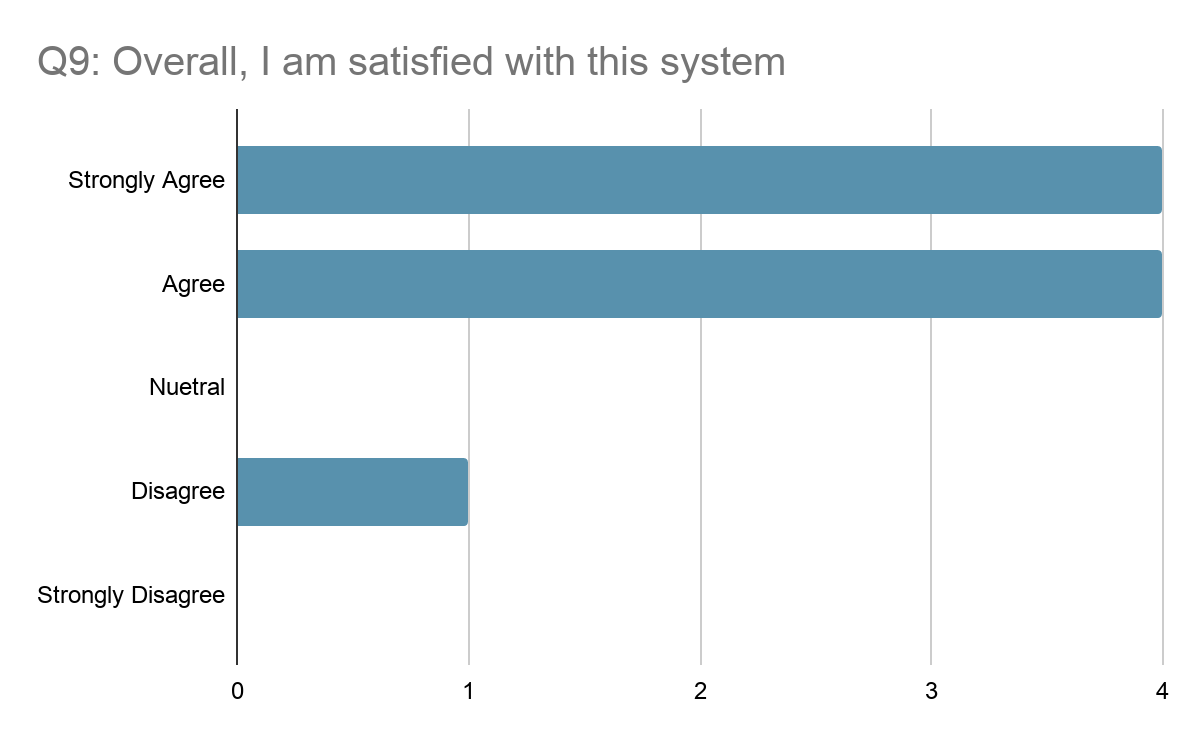 Q9: Overall, I am satisfied with this system
Strongly Agree
Agree
Nuetral
Disagree
Strongly Disagree
0 1 2 3 4